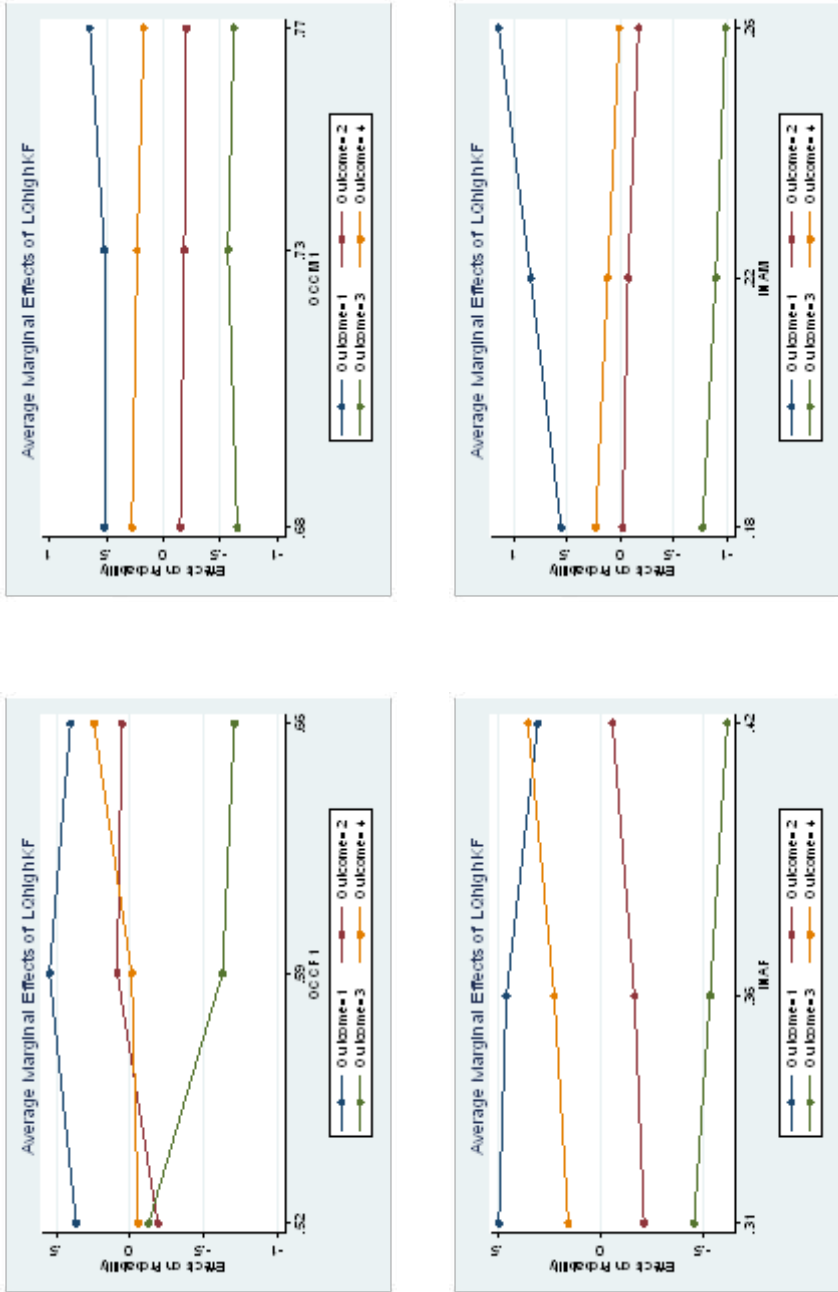 Average Marginal Effects of LQhighKF
Effects on Probability
.5
0
-.5
-1
.52
.59
.66
OCCF1
Outcome=1
Outcome=2
Outcome=3
Outcome=4
Average Marginal Effects of LQhighKF
Effects on Probability
1
.5
0
-.5
-1
.68
.73
.77
OCCM1
Outcome=1
Outcome=2
Outcome=3
Outcome=4
Average Marginal Effects of LQhighKF
Effects on Probability
.5
0
-.5
.31
.36
.42
INAF
Outcome=1
Outcome=2
Outcome=3
Outcome=4
Average Marginal Effects of LQhighKF
Effects on Probability
1
.5
0
-.5
-1
.18
.22
.26
INAM
Outcome=1
Outcome=2
Outcome=3
Outcome=4